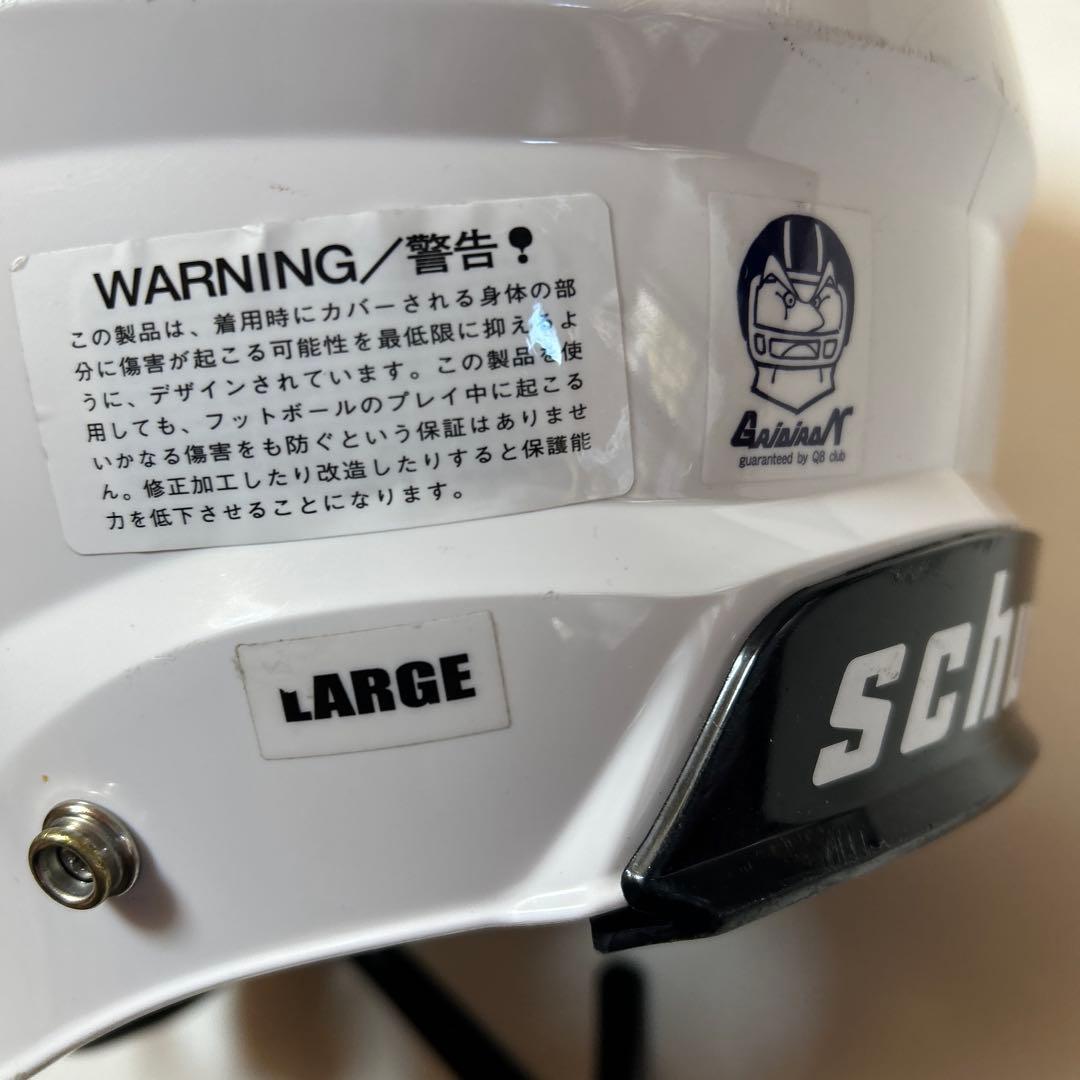 WARNING/警告!
この製品は、着用時にカバーされる身体の部
分に傷害が起こる可能性を最低限に抑えるよ
うに、デザインされています。この製品を使
用しても、フットボールのプレイ中に起こる
いかなる傷害をも防ぐという保証はありませ
ん。修正加工したり改造したりすると保護能
力を低下させることになります。
GRIDIRON
guaranteed by QB club
LARGE
schu